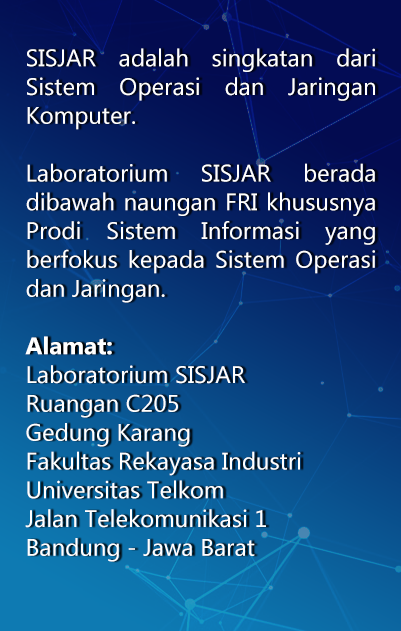 SISJAR adalah singkatan dari
Sistem Operasi dan Jaringan
Komputer.
Laboratorium SISJAR berada
dibawah naungan FRI khususnya
Prodi Sistem Informasi yang
berfokus kepada Sistem Operasi
dan Jaringan.
Alamat:
Laboratorium SISJAR
Ruangan C205
Gedung Karang
Fakultas Rekayasa Industri
Universitas Telkom
Jalan Telekomunikasi 1
Bandung - Jawa Barat